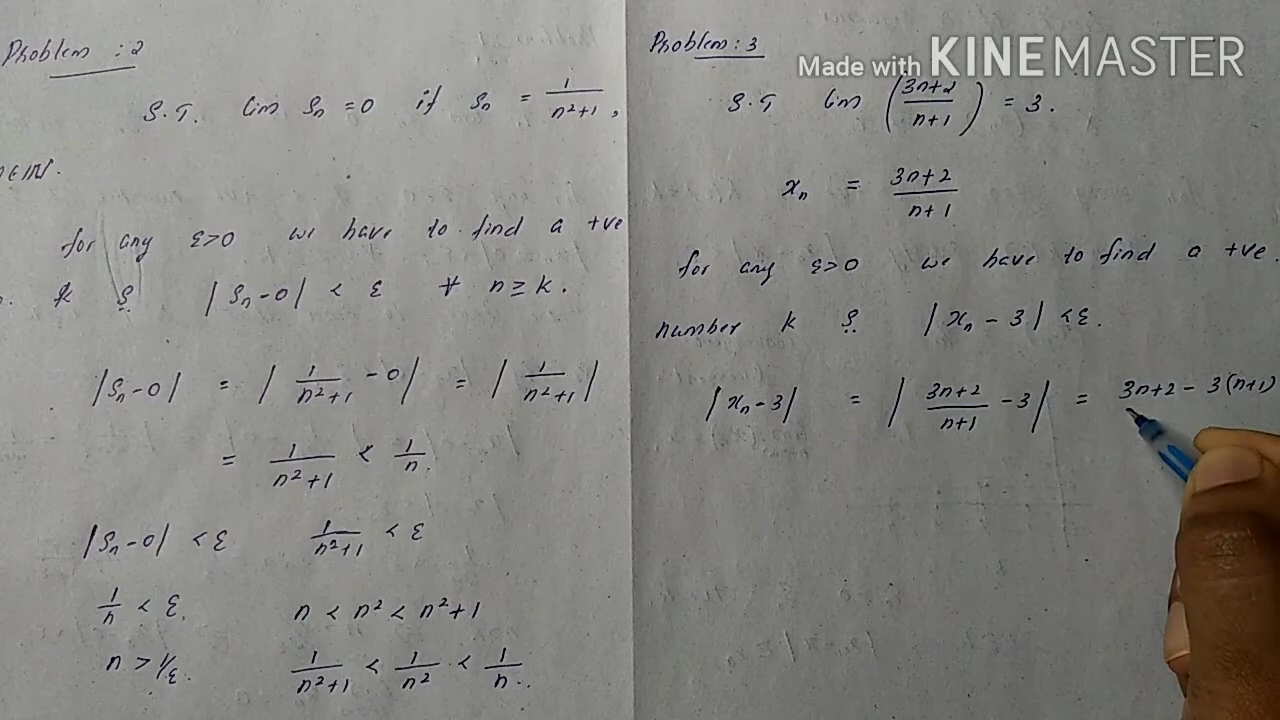 Problem : 2
S.T. lim Sn = 0 if Sn = 1/(n²+1) ,
n∈IN.
for any ε>0 we have to find a +ve
k |Sn-0| < ε ∀ n≥k.
|Sn-0| = | 1/(n²+1) - 0| = | 1/(n²+1) |
= 1/(n²+1) < 1/n.
|Sn-0| < ε 1/(n²+1) < ε
1/n < ε. n < n² < n²+1
n > 1/ε. 1/(n²+1) < 1/n² < 1/n.
Problem : 3
Made with KINEMASTER
S.T lim ( (3n+2)/(n+1) ) = 3.
xn = (3n+2)/(n+1)
for any ε>0 we have to find a +ve.
number k |xn - 3| < ε.
|xn-3| = | (3n+2)/(n+1) - 3 | = 3n+2 - 3(n+1)